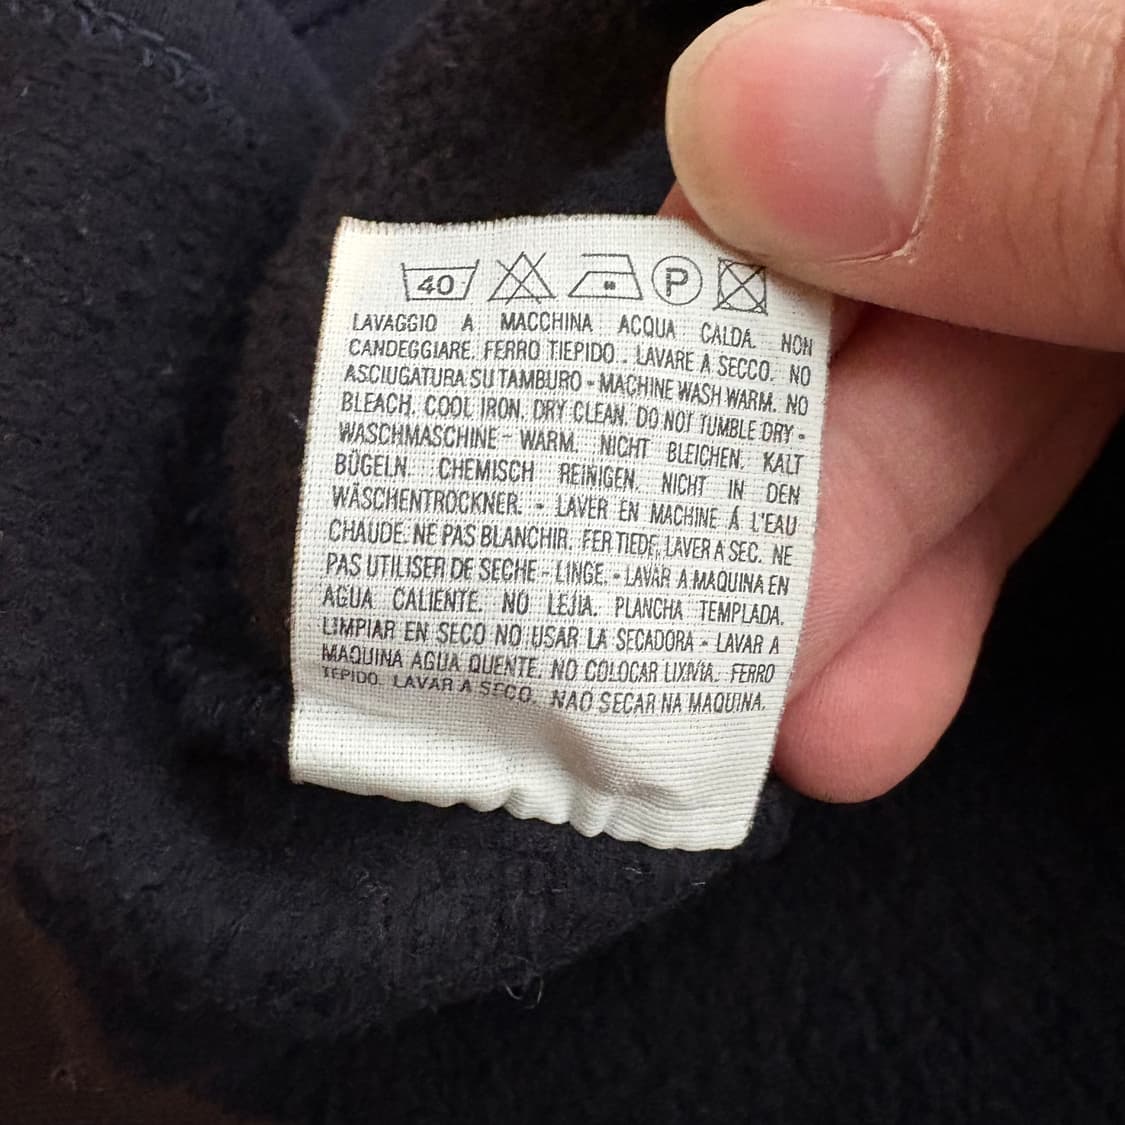 40 P
LAVAGGIO A MACCHINA ACQUA CALDA. NON
CANDEGGIARE. FERRO TIEPIDO.. LAVARE A SECCO. NO
ASCIUGATURA SU TAMBURO - MACHINE WASH WARM. NO
BLEACH. COOL IRON. DRY CLEAN. DO NOT TUMBLE DRY -
WASCHMASCHINE - WARM. NICHT BLEICHEN. KALT
BÜGELN. CHEMISCH REINIGEN. NICHT IN DEN
WÄSCHENTROCKNER. - LAVER EN MACHINE Á L'EAU
CHAUDE. NE PAS BLANCHIR. FER TIEDE, LAVER A SEC. NE
PAS UTILISER DE SECHE - LINGE. - LAVAR A MAQUINA EN
AGUA CALIENTE. NO LEJIA. PLANCHA TEMPLADA.
LIMPIAR EN SECO NO USAR LA SECADORA - LAVAR A
MAQUINA AGUA QUENTE. NO COLOCAR LIXIVIA. FERRO
TEPIDO. LAVAR A SECO. NAO SECAR NA MAQUINA.